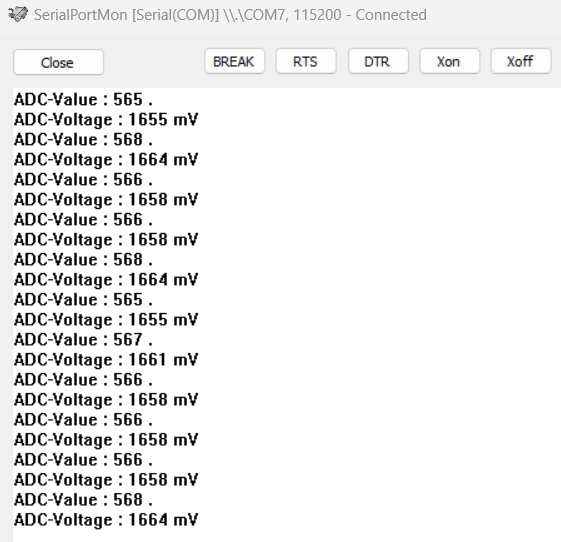 SerialPortMon [Serial(COM)] \\.\COM7, 115200 - Connected
Close BREAK RTS DTR Xon Xoff
ADC-Value : 565 .
ADC-Voltage : 1655 mV
ADC-Value : 568 .
ADC-Voltage : 1664 mV
ADC-Value : 566 .
ADC-Voltage : 1658 mV
ADC-Value : 566 .
ADC-Voltage : 1658 mV
ADC-Value : 568 .
ADC-Voltage : 1664 mV
ADC-Value : 565 .
ADC-Voltage : 1655 mV
ADC-Value : 567 .
ADC-Voltage : 1661 mV
ADC-Value : 566 .
ADC-Voltage : 1658 mV
ADC-Value : 566 .
ADC-Voltage : 1658 mV
ADC-Value : 566 .
ADC-Voltage : 1658 mV
ADC-Value : 568 .
ADC-Voltage : 1664 mV